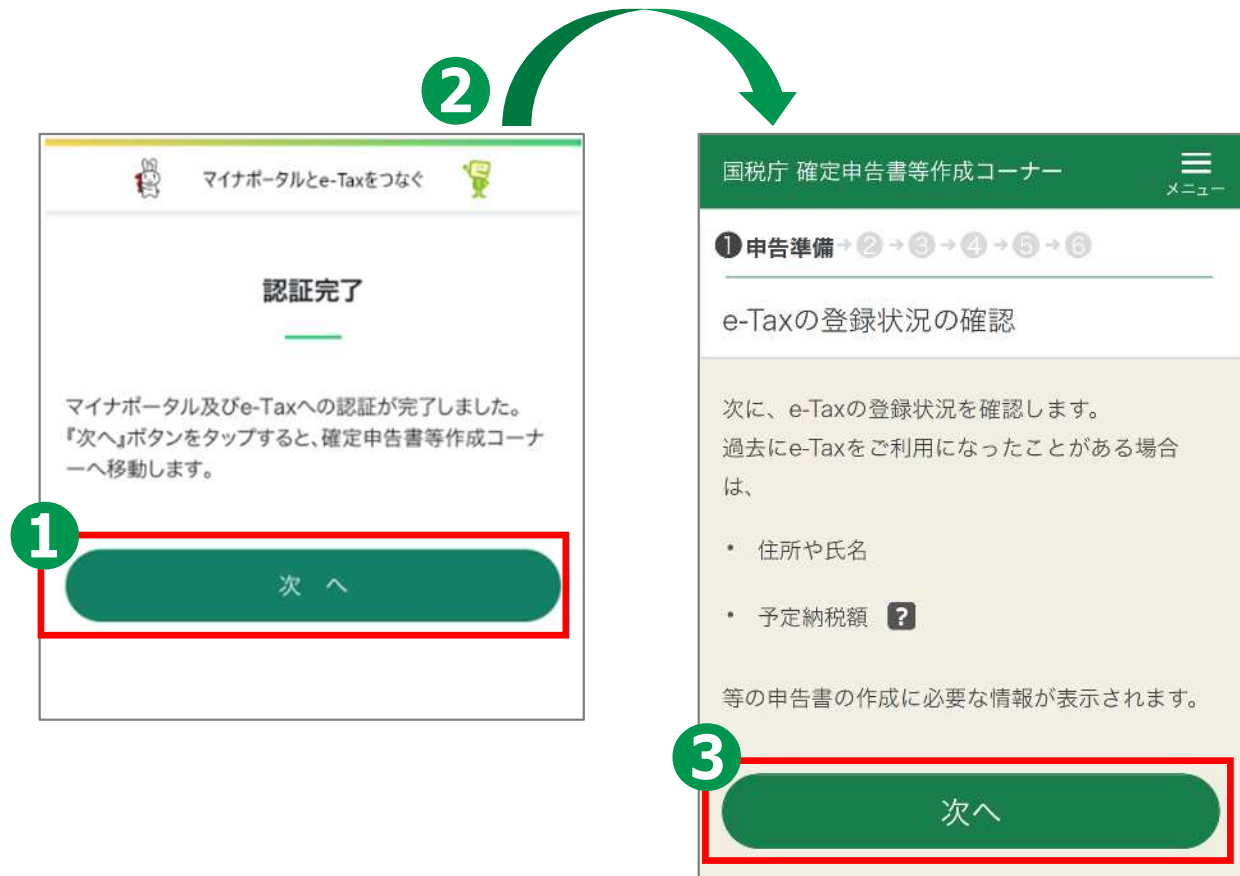 2
マイナポータルとe-Taxをつなぐ
認証完了
マイナポータル及びe-Taxへの認証が完了しました。
『次へ』ボタンをタップすると、確定申告書等作成コーナ
ーへ移動します。
1
次 へ
国税庁 確定申告書等作成コーナー
メニュー
❶申告準備→②→③→④→⑤→⑥
e-Taxの登録状況の確認
次に、e-Taxの登録状況を確認します。
過去にe-Taxをご利用になったことがある場合
は、
・ 住所や氏名
・ 予定納税額 ?
等の申告書の作成に必要な情報が表示されます。
3
次へ